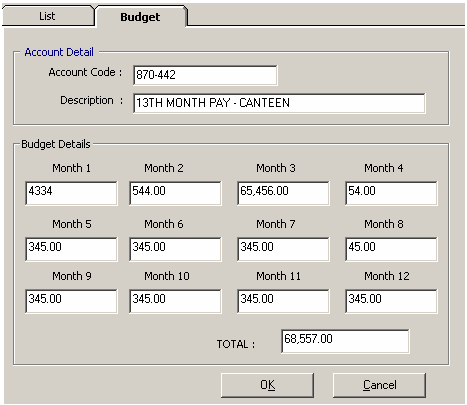 List Budget
Account Detail
Account Code : 870-442
Description : 13TH MONTH PAY - CANTEEN
Budget Details
Month 1 Month 2 Month 3 Month 4
4334 544.00 65,456.00 54.00
Month 5 Month 6 Month 7 Month 8
345.00 345.00 345.00 45.00
Month 9 Month 10 Month 11 Month 12
345.00 345.00 345.00 345.00
TOTAL : 68,557.00
OK Cancel